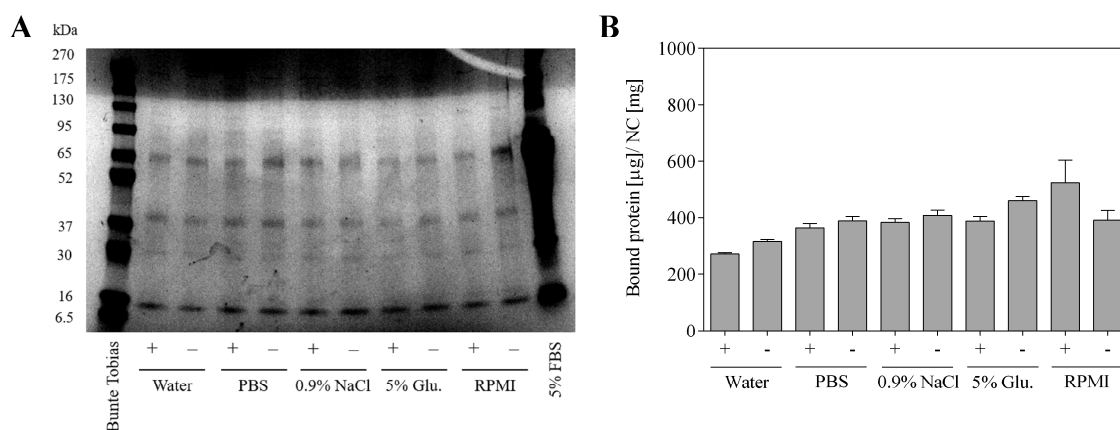 A
kDa
270
175
130
95
65
52
37
30
16
6.5
Bunte Tobias
+ – + – + – + – + –
Water PBS 0.9% NaCl 5% Glu. RPMI
5% FBS
B
Bound protein [µg]/ NC [mg]
1000
800
600
400
200
0
+ - + - + - + - + -
Water PBS 0.9% NaCl 5% Glu. RPMI